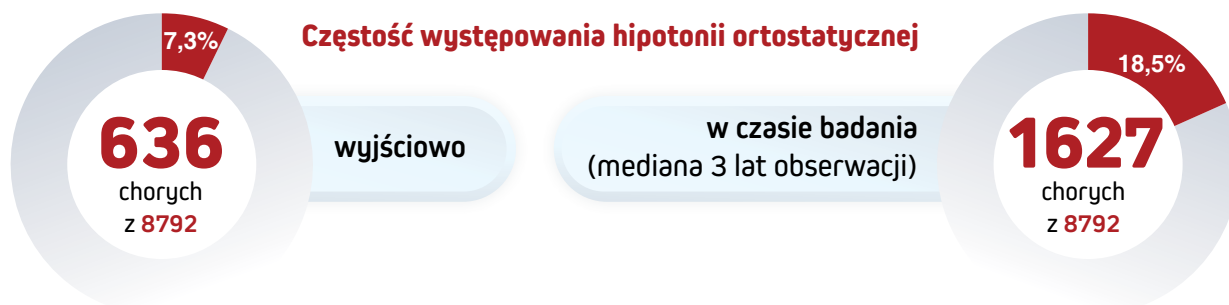 Częstość występowania hipotonii ortostatycznej
7,3%
636
chorych
z 8792
wyjściowo
w czasie badania
(mediana 3 lat obserwacji)
18,5%
1627
chorych
z 8792